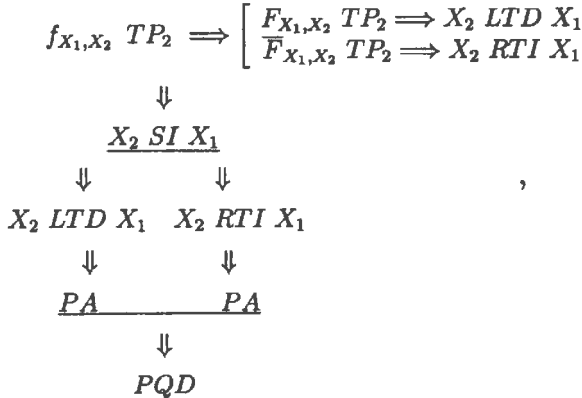 f_{X_1,X_2} TP_2 ⟹ [ F_{X_1,X_2} TP_2 ⟹ X_2 LTD X_1
F̅_{X_1,X_2} TP_2 ⟹ X_2 RTI X_1
⇓
X_2 SI X_1
⇓ ⇓ ,
X_2 LTD X_1 X_2 RTI X_1
⇓ ⇓
PA PA
⇓
PQD